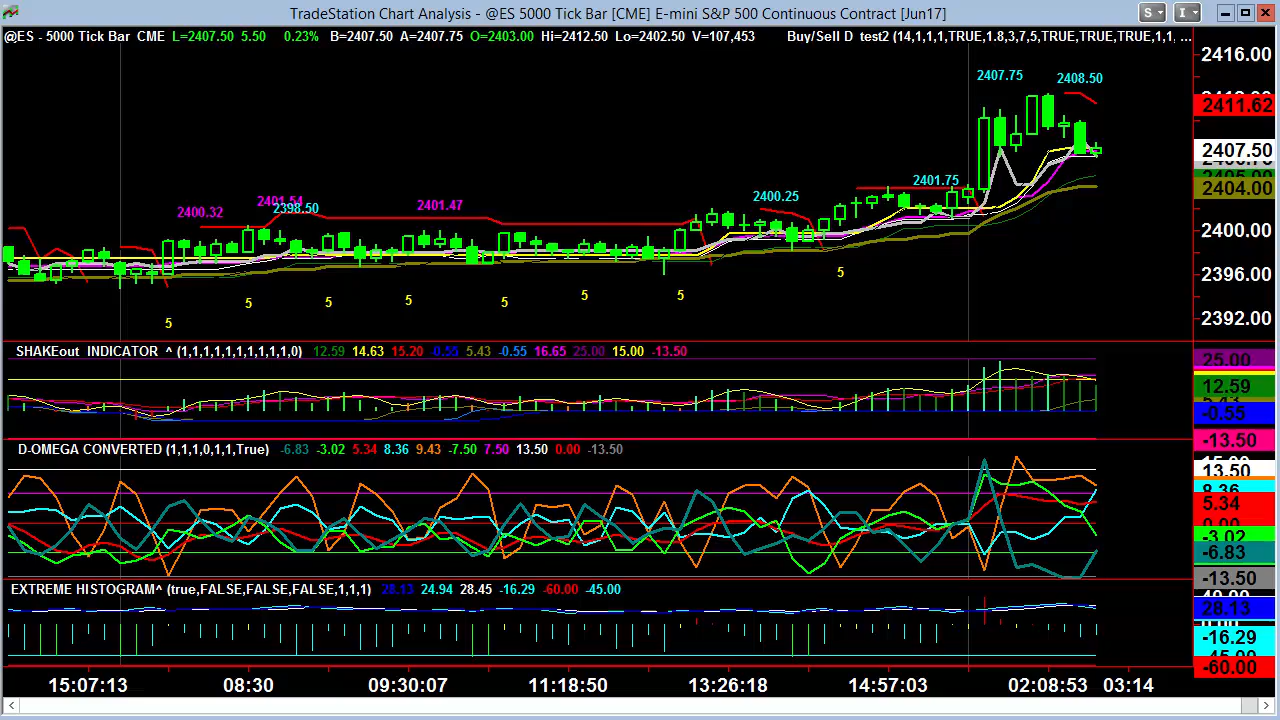 TradeStation Chart Analysis - @ES 5000 Tick Bar [CME] E-mini S&P 500 Continuous Contract [Jun17]
S I
@ES - 5000 Tick Bar CME L=2407.50 5.50 0.23% B=2407.50 A=2407.75 O=2403.00 Hi=2412.50 Lo=2402.50 V=107,453 Buy/Sell D test2 (14,1,1,1,TRUE,1.8,3,7,5,TRUE,TRUE,TRUE,1,1, ...
2416.00
2407.75 2408.50
2411.62
2407.50
2401.75
2404.00
2400.32 2401.54 2398.50 2401.47 2400.25
2400.00
2396.00
5 5 5 5 5 5 5 5
2392.00
SHAKEout INDICATOR ^ (1,1,1,1,1,1,1,1,1,1,0) 12.59 14.63 15.20 -0.55 5.43 -0.55 16.65 25.00 15.00 -13.50
25.00
12.59
-0.55
-13.50
D-OMEGA CONVERTED (1,1,1,0,1,1,True) -6.83 -3.02 5.34 8.36 9.43 -7.50 7.50 13.50 0.00 -13.50
13.50
8.36
5.34
0.00
-3.02
-6.83
-13.50
EXTREME HISTOGRAM^ (true,FALSE,FALSE,FALSE,1,1,1) 28.13 24.94 28.45 -16.29 -60.00 -45.00
28.13
-16.29
-60.00
15:07:13 08:30 09:30:07 11:18:50 13:26:18 14:57:03 02:08:53 03:14